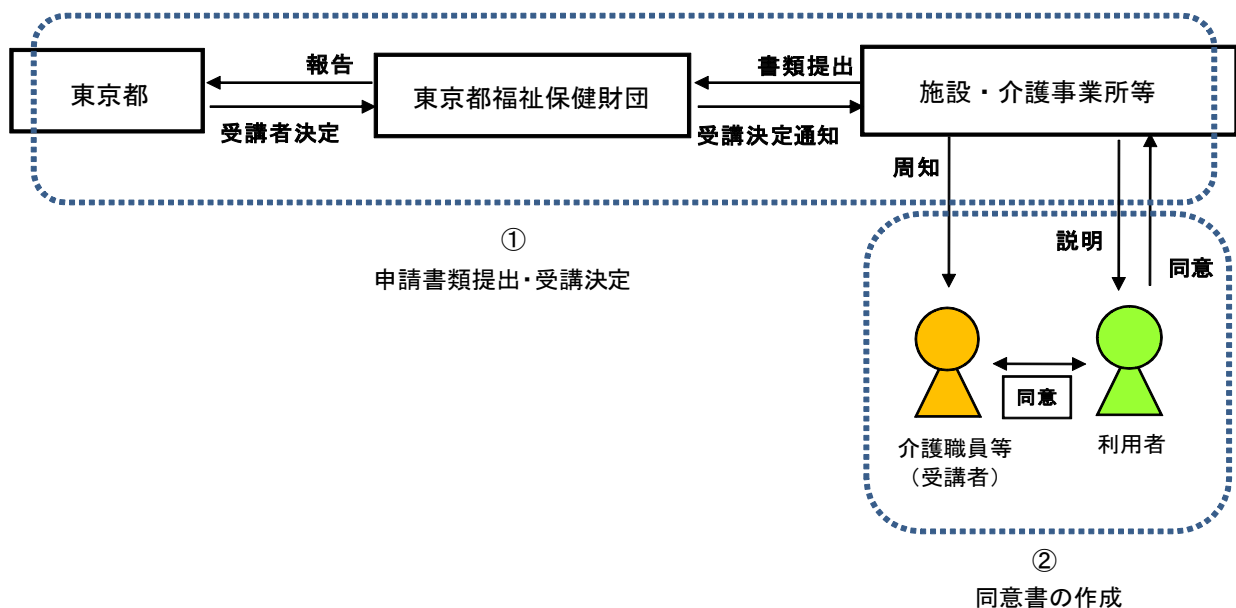 東京都
報告
受講者決定
東京都福祉保健財団
書類提出
受講決定通知
施設・介護事業所等
周知
説明
同意
①
申請書類提出・受講決定
同意
介護職員等
（受講者）
利用者
②
同意書の作成